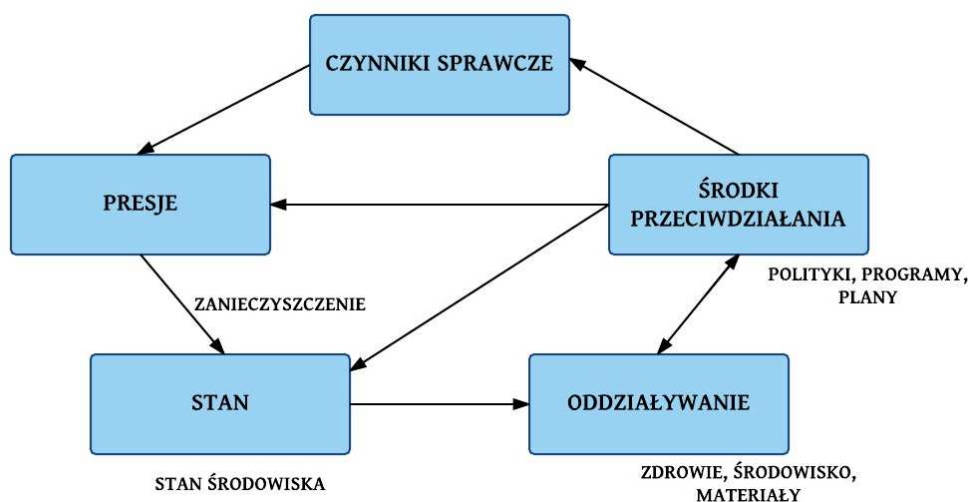 CZYNNIKI SPRAWCZE
PRESJE
ŚRODKI
PRZECIWDZIAŁANIA
POLITYKI, PROGRAMY,
PLANY
ZANIECZYSZCZENIE
STAN
ODDZIAŁYWANIE
STAN ŚRODOWISKA
ZDROWIE, ŚRODOWISKO,
MATERIAŁY